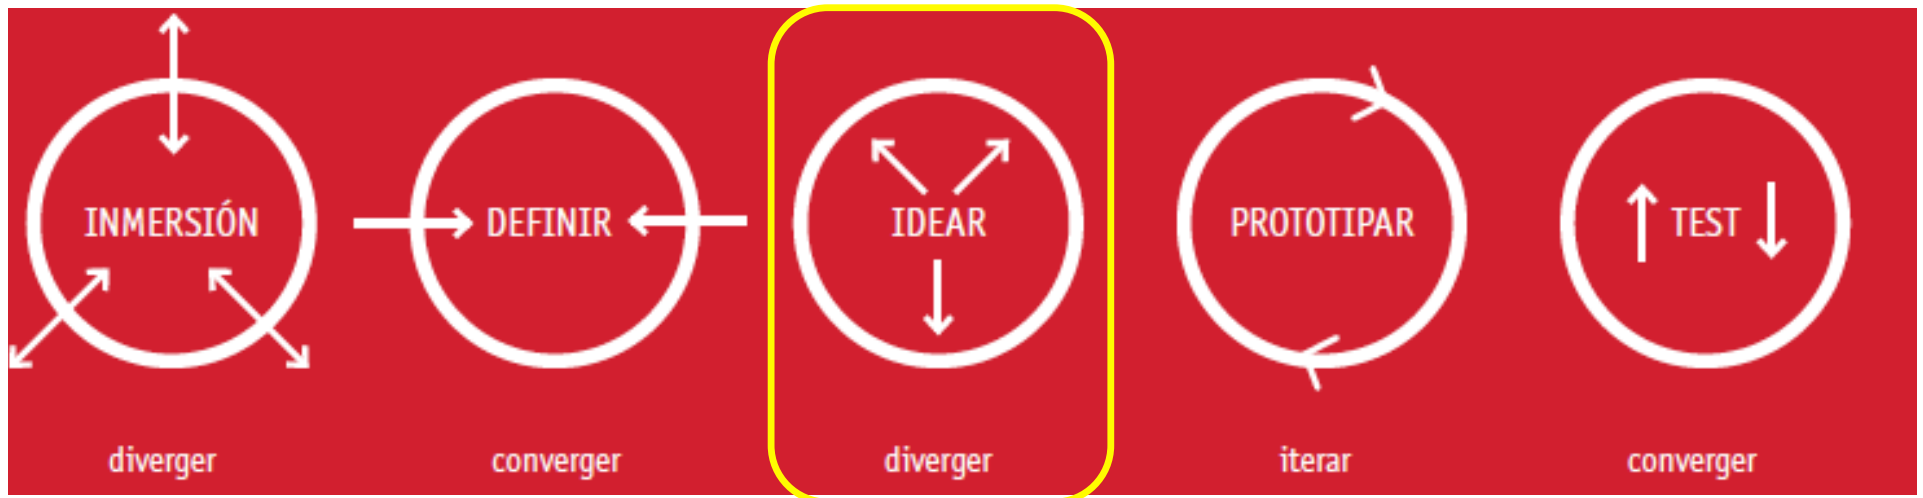 INMERSIÓN
DEFINIR
IDEAR
PROTOTIPAR
TEST
diverger
converger
diverger
iterar
converger